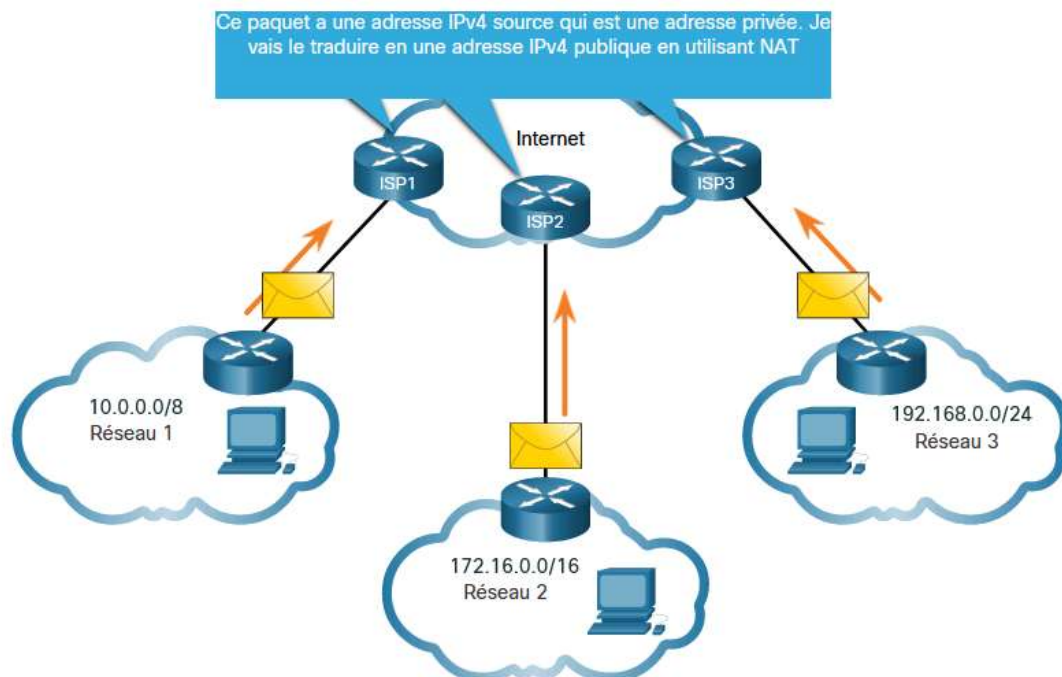 Ce paquet a une adresse IPv4 source qui est une adresse privée. Je
vais le traduire en une adresse IPv4 publique en utilisant NAT
Internet
ISP1
ISP2
ISP3
10.0.0.0/8
Réseau 1
192.168.0.0/24
Réseau 3
172.16.0.0/16
Réseau 2